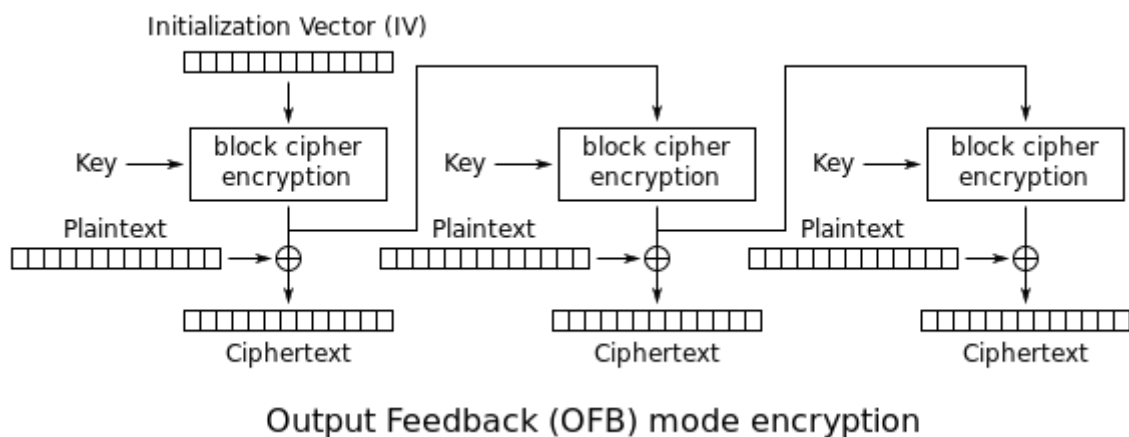 Initialization Vector (IV)
Key
block cipher
encryption
Key
block cipher
encryption
Key
block cipher
encryption
Plaintext
Plaintext
Plaintext
Ciphertext
Ciphertext
Ciphertext
Output Feedback (OFB) mode encryption